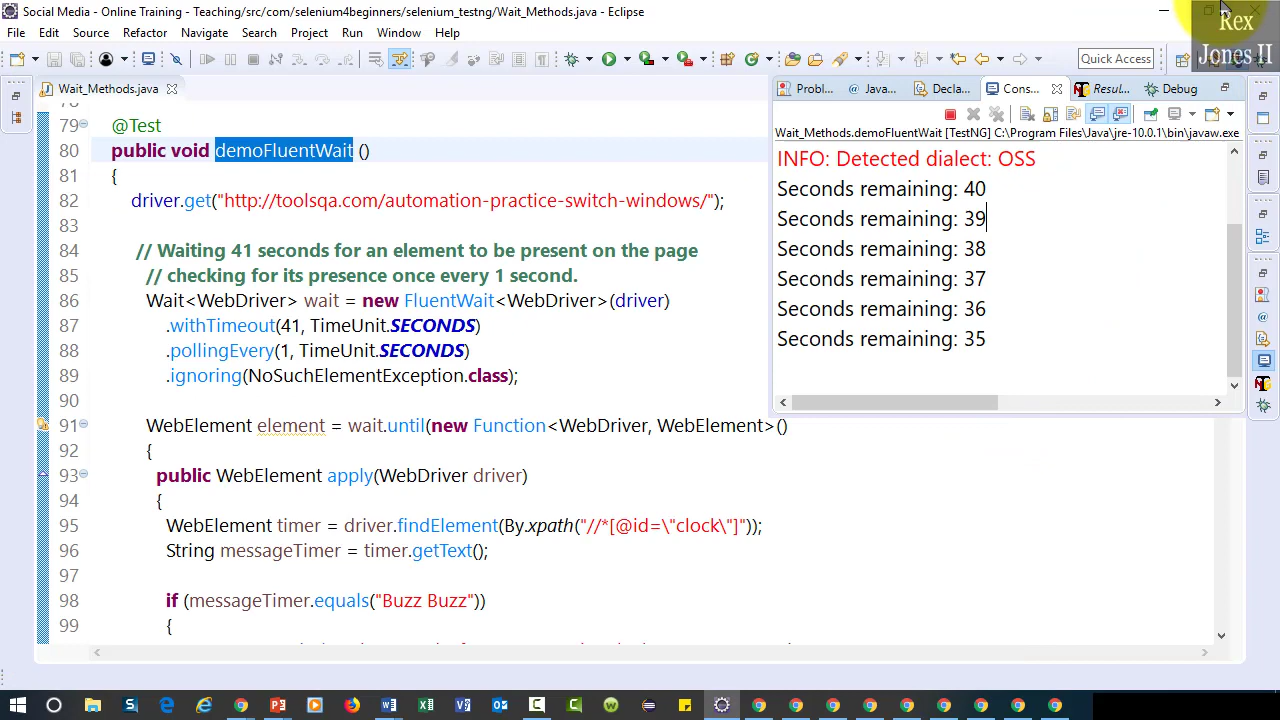 Social Media - Online Training - Teaching/src/com/selenium4beginners/selenium_testng/Wait_Methods.java - Eclipse
Rex
Jones II
File Edit Source Refactor Navigate Search Project Run Window Help
Quick Access
Wait_Methods.java
Probl... Java... Decla... Cons... Resul... Debug
Wait_Methods.demoFluentWait [TestNG] C:\Program Files\Java\jre-10.0.1\bin\javaw.exe
INFO: Detected dialect: OSS
Seconds remaining: 40
Seconds remaining: 39
Seconds remaining: 38
Seconds remaining: 37
Seconds remaining: 36
Seconds remaining: 35
78
79 @Test
80 public void demoFluentWait ()
81 {
82 driver.get("http://toolsqa.com/automation-practice-switch-windows/");
83
84 // Waiting 41 seconds for an element to be present on the page
85 // checking for its presence once every 1 second.
86 Wait<WebDriver> wait = new FluentWait<WebDriver>(driver)
87 .withTimeout(41, TimeUnit.SECONDS)
88 .pollingEvery(1, TimeUnit.SECONDS)
89 .ignoring(NoSuchElementException.class);
90
91 WebElement element = wait.until(new Function<WebDriver, WebElement>()
92 {
93 public WebElement apply(WebDriver driver)
94 {
95 WebElement timer = driver.findElement(By.xpath("//*[@id=\"clock\"]"));
96 String messageTimer = timer.getText();
97
98 if (messageTimer.equals("Buzz Buzz"))
99 {